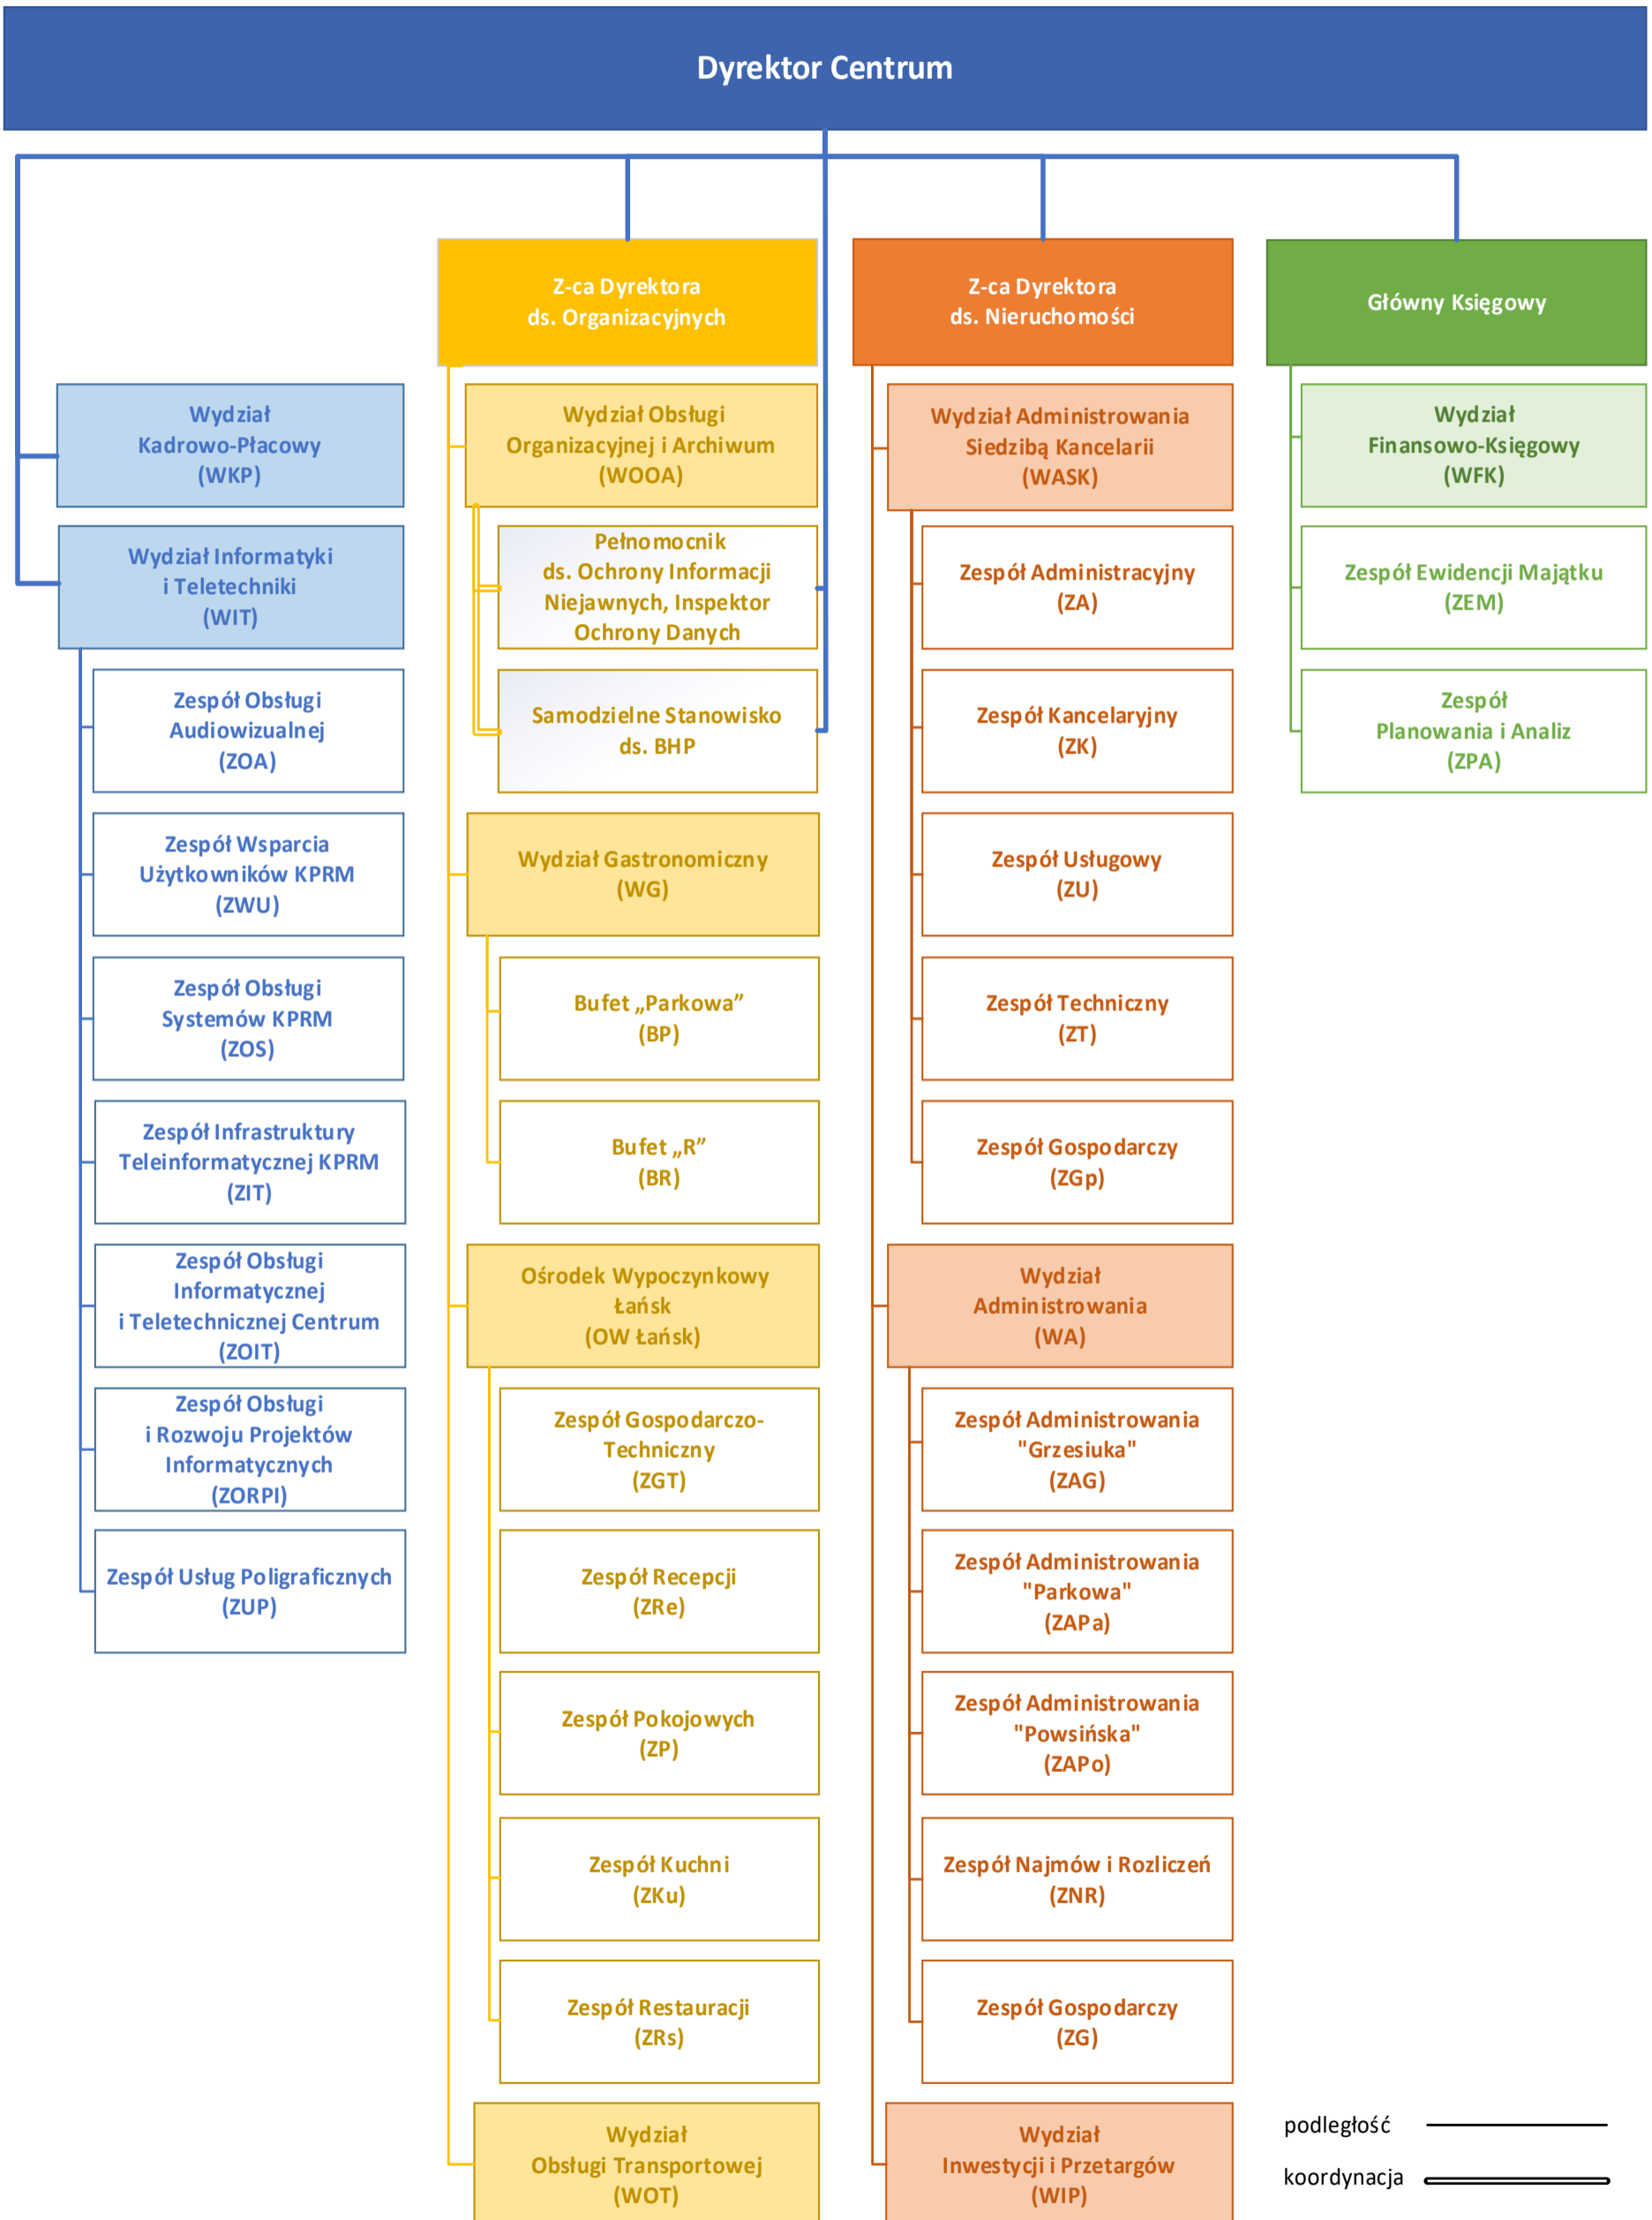 Dyrektor Centrum
Wydział
Kadrowo-Płacowy
(WKP)
Wydział Informatyki
i Teletechniki
(WIT)
Zespół Obsługi
Audiowizualnej
(ZOA)
Zespół Wsparcia
Użytkowników KPRM
(ZWU)
Zespół Obsługi
Systemów KPRM
(ZOS)
Zespół Infrastruktury
Teleinformatycznej KPRM
(ZIT)
Zespół Obsługi
Informatycznej
i Teletechnicznej Centrum
(ZOIT)
Zespół Obsługi
i Rozwoju Projektów
Informatycznych
(ZORPI)
Zespół Usług Poligraficznych
(ZUP)
Z-ca Dyrektora
ds. Organizacyjnych
Wydział Obsługi
Organizacyjnej i Archiwum
(WOOA)
Pełnomocnik
ds. Ochrony Informacji
Niejawnych, Inspektor
Ochrony Danych
Samodzielne Stanowisko
ds. BHP
Wydział Gastronomiczny
(WG)
Bufet „Parkowa”
(BP)
Bufet „R”
(BR)
Ośrodek Wypoczynkowy
Łańsk
(OW Łańsk)
Zespół Gospodarczo-
Techniczny
(ZGT)
Zespół Recepcji
(ZRe)
Zespół Pokojowych
(ZP)
Zespół Kuchni
(ZKu)
Zespół Restauracji
(ZRs)
Wydział
Obsługi Transportowej
(WOT)
Z-ca Dyrektora
ds. Nieruchomości
Wydział Administrowania
Siedzibą Kancelarii
(WASK)
Zespół Administracyjny
(ZA)
Zespół Kancelaryjny
(ZK)
Zespół Usługowy
(ZU)
Zespół Techniczny
(ZT)
Zespół Gospodarczy
(ZGp)
Wydział
Administrowania
(WA)
Zespół Administrowania
"Grzesiuka"
(ZAG)
Zespół Administrowania
"Parkowa"
(ZAPa)
Zespół Administrowania
"Powsińska"
(ZAPo)
Zespół Najmów i Rozliczeń
(ZNR)
Zespół Gospodarczy
(ZG)
Wydział
Inwestycji i Przetargów
(WIP)
Główny Księgowy
Wydział
Finansowo-Księgowy
(WFK)
Zespół Ewidencji Majątku
(ZEM)
Zespół
Planowania i Analiz
(ZPA)
podległość
koordynacja